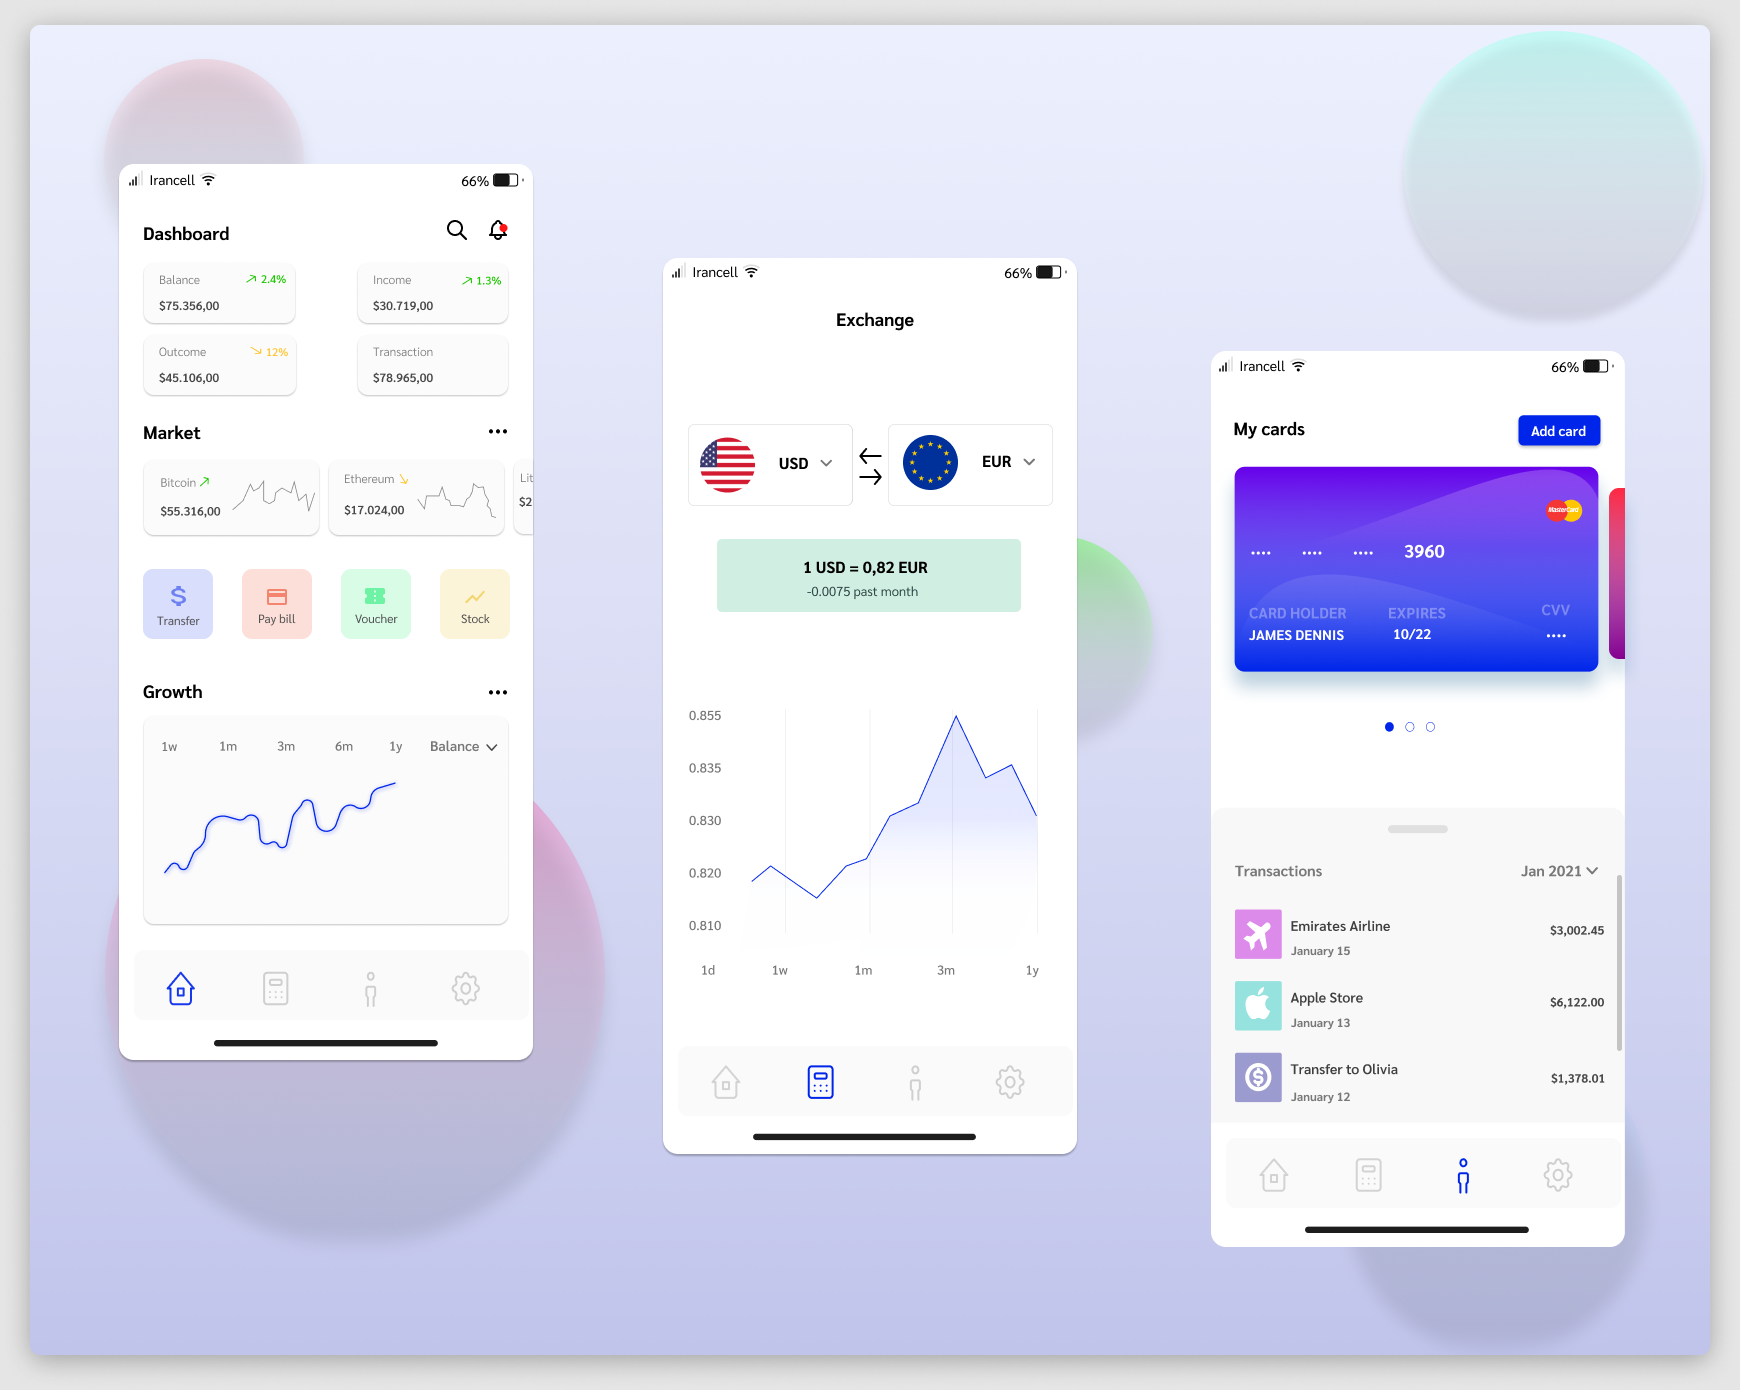 Irancell
66%
Dashboard
Balance 2.4%
$75.356,00
Income 1.3%
$30.719,00
Outcome 12%
$45.106,00
Transaction
$78.965,00
Market
Bitcoin
$55.316,00
Ethereum
$17.024,00
Lit
$2
Transfer
Pay bill
Voucher
Stock
Growth
1w 1m 3m 6m 1y Balance
Irancell
66%
Exchange
USD
EUR
1 USD = 0,82 EUR
-0.0075 past month
0.855
0.835
0.830
0.820
0.810
1d 1w 1m 3m 1y
Irancell
66%
My cards
Add card
MasterCard
•••• •••• •••• 3960
CARD HOLDER EXPIRES CVV
JAMES DENNIS 10/22 ••••
Transactions Jan 2021
Emirates Airline $3,002.45
January 15
Apple Store $6,122.00
January 13
Transfer to Olivia $1,378.01
January 12